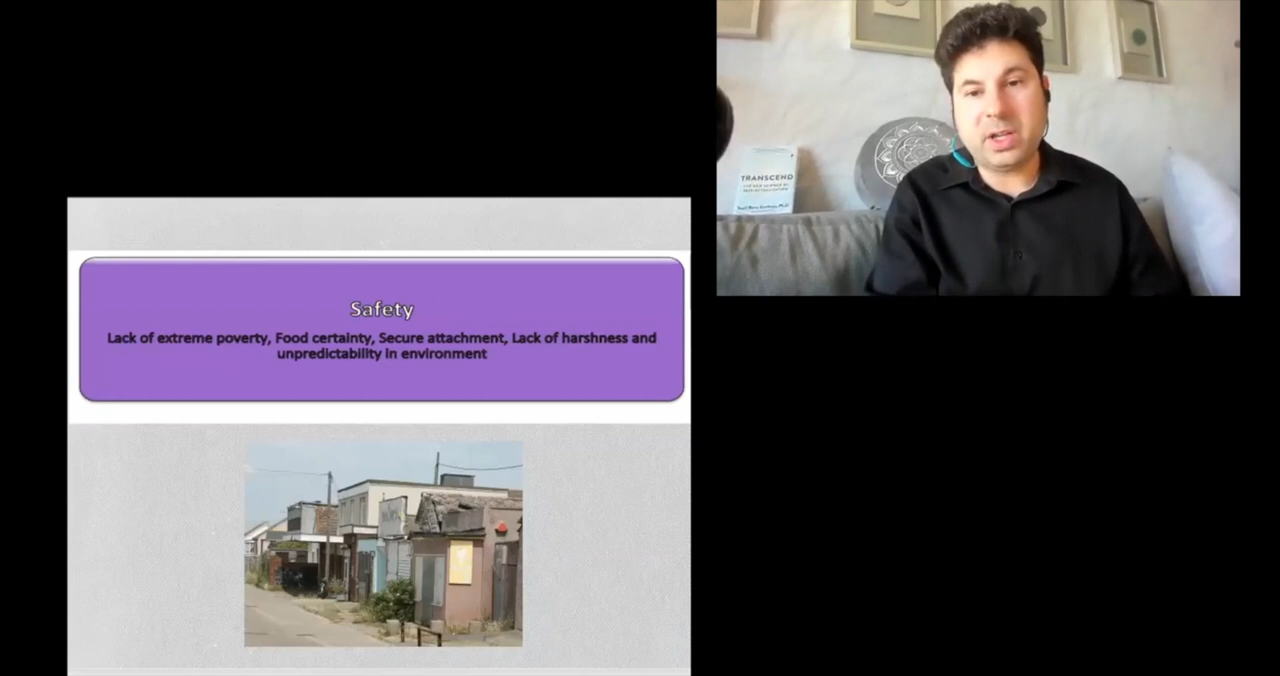 Safety
Lack of extreme poverty, Food certainty, Secure attachment, Lack of harshness and
unpredictability in environment
TRANSCEND